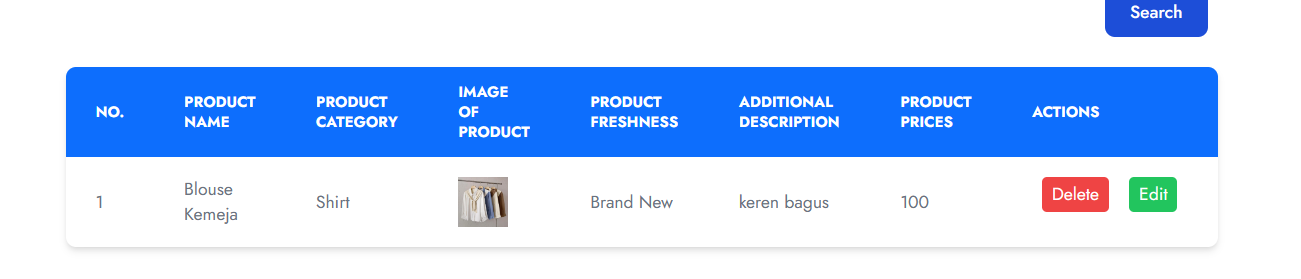 Search
NO.
PRODUCT NAME
PRODUCT CATEGORY
IMAGE OF PRODUCT
PRODUCT FRESHNESS
ADDITIONAL DESCRIPTION
PRODUCT PRICES
ACTIONS
1
Blouse Kemeja
Shirt
Brand New
keren bagus
100
Delete
Edit